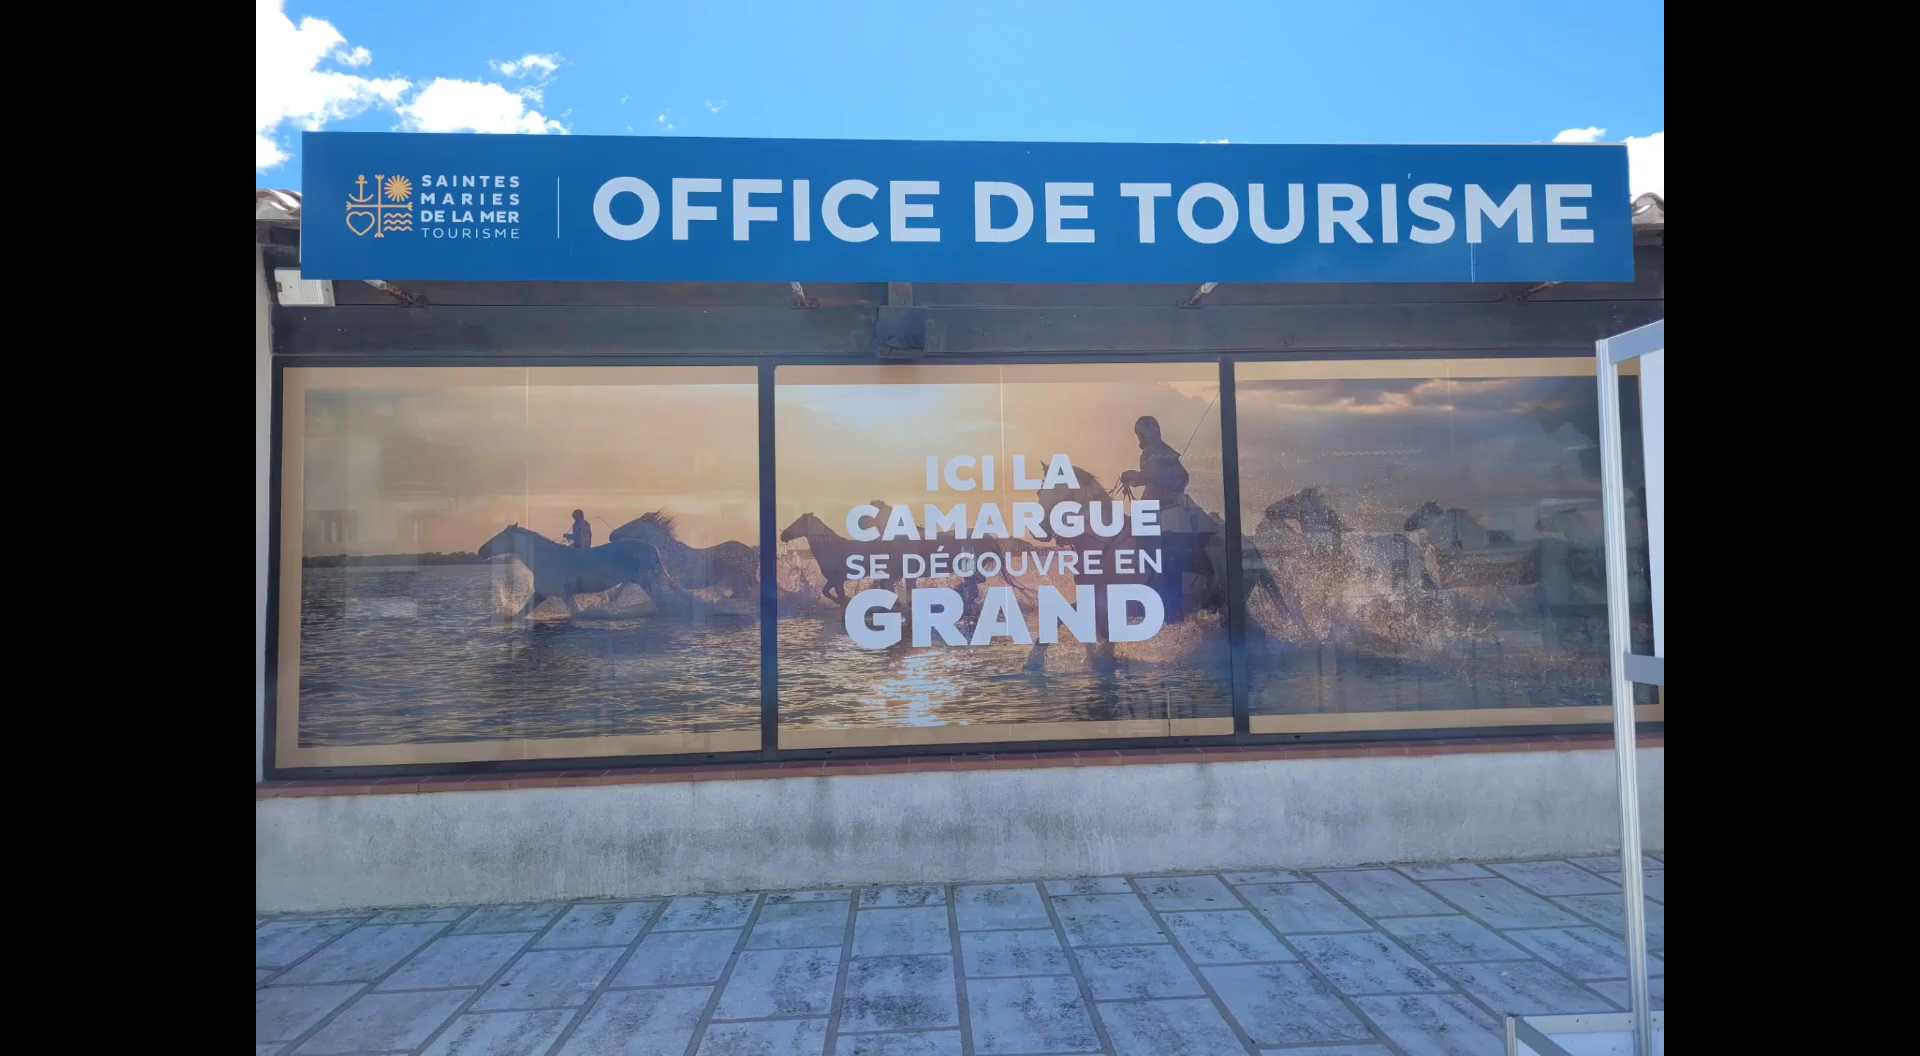 SAINTES
MARIES
DE LA MER
TOURISME
OFFICE DE TOURISME
ICI LA
CAMARGUE
SE DÉCOUVRE EN
GRAND